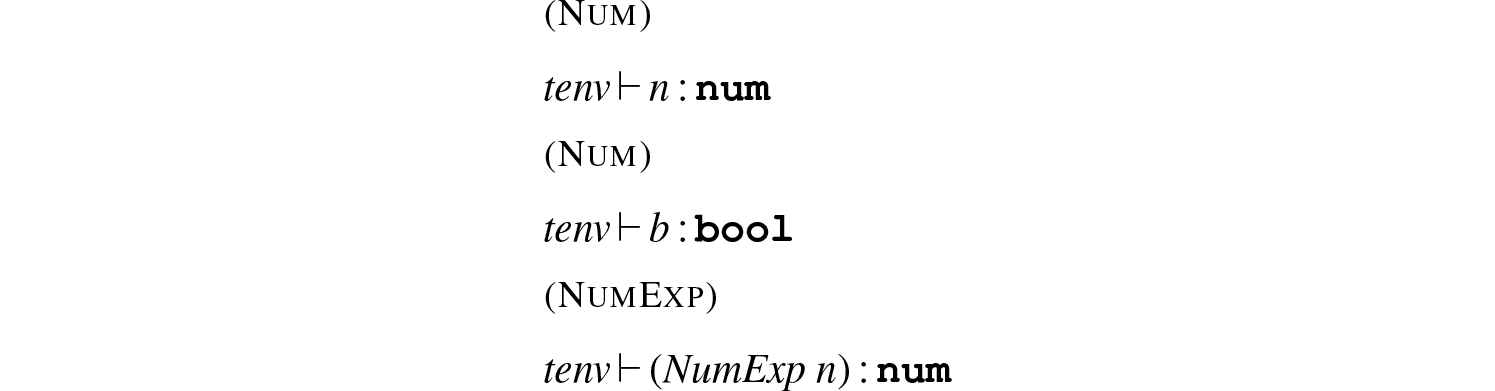 (NUM)
tenv ⊢ n : num
(NUM)
tenv ⊢ b : bool
(NUMEXP)
tenv ⊢ (NumExp n) : num